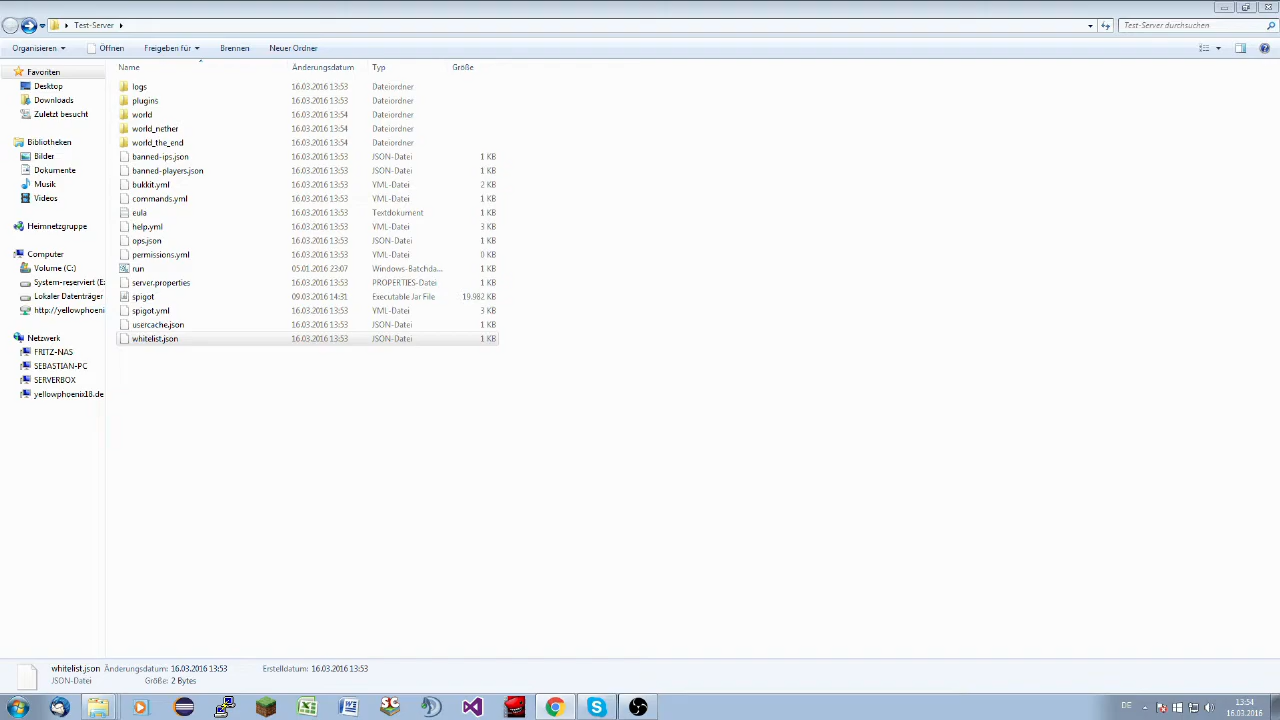 Test-Server
Test-Server durchsuchen
Organisieren Öffnen Freigeben für Brennen Neuer Ordner
Name Änderungsdatum Typ Größe
Favoriten
Desktop
Downloads
Zuletzt besucht
Bibliotheken
Bilder
Dokumente
Musik
Videos
Heimnetzgruppe
Computer
Volume (C:)
System-reserviert (E:
Lokaler Datenträger
http://yellowphoeni
Netzwerk
FRITZ-NAS
SEBASTIAN-PC
SERVERBOX
yellowphoenix18.de
logs 16.03.2016 13:53 Dateiordner
plugins 16.03.2016 13:53 Dateiordner
world 16.03.2016 13:54 Dateiordner
world_nether 16.03.2016 13:54 Dateiordner
world_the_end 16.03.2016 13:54 Dateiordner
banned-ips.json 16.03.2016 13:53 JSON-Datei 1 KB
banned-players.json 16.03.2016 13:53 JSON-Datei 1 KB
bukkit.yml 16.03.2016 13:53 YML-Datei 2 KB
commands.yml 16.03.2016 13:53 YML-Datei 1 KB
eula 16.03.2016 13:53 Textdokument 1 KB
help.yml 16.03.2016 13:53 YML-Datei 3 KB
ops.json 16.03.2016 13:53 JSON-Datei 1 KB
permissions.yml 16.03.2016 13:53 YML-Datei 0 KB
run 05.01.2016 23:07 Windows-Batchda... 1 KB
server.properties 16.03.2016 13:53 PROPERTIES-Datei 1 KB
spigot 09.03.2016 14:31 Executable Jar File 19.982 KB
spigot.yml 16.03.2016 13:53 YML-Datei 3 KB
usercache.json 16.03.2016 13:53 JSON-Datei 1 KB
whitelist.json 16.03.2016 13:53 JSON-Datei 1 KB
whitelist.json Änderungsdatum: 16.03.2016 13:53 Erstelldatum: 16.03.2016 13:53
JSON-Datei Größe: 2 Bytes
DE
13:54
16.03.2016